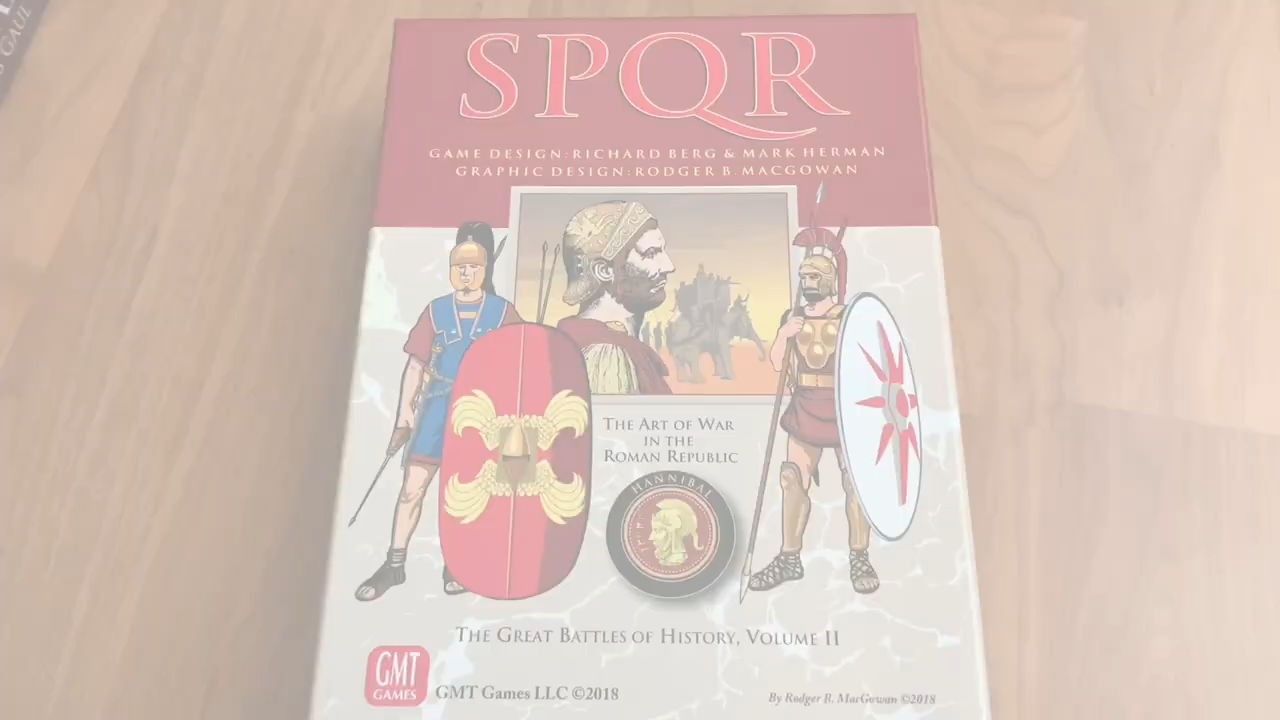 GAUL
SPQR
GAME DESIGN: RICHARD BERG & MARK HERMAN
GRAPHIC DESIGN: RODGER B. MACGOWAN
THE ART OF WAR
IN THE
ROMAN REPUBLIC
HANNIBAL
THE GREAT BATTLES OF HISTORY, VOLUME II
GMT
GAMES
GMT Games LLC ©2018
By Rodger B. MacGowan ©2018